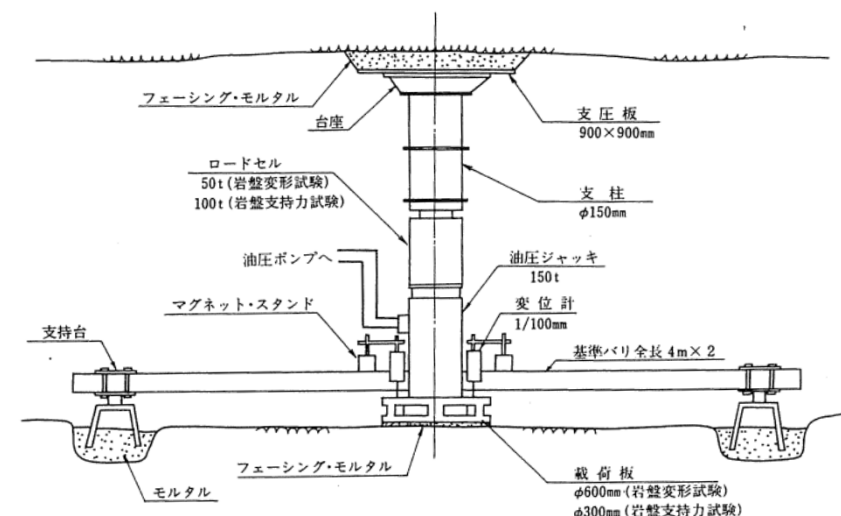 フェーシング・モルタル
台座
支圧板
900×900mm
ロードセル
50t(岩盤変形試験)
100t(岩盤支持力試験)
支柱
φ150mm
油圧ポンプへ
油圧ジャッキ
150t
マグネット・スタンド
変位計
1/100mm
支持台
基準バリ全長4m×2
フェーシング・モルタル
モルタル
載荷板
φ600mm(岩盤変形試験)
φ300mm(岩盤支持力試験)